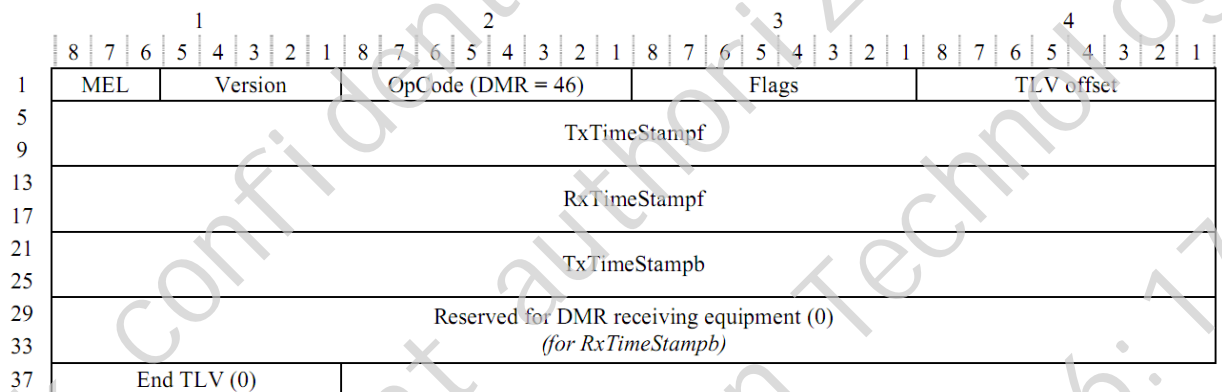 1 2 3 4
8 7 6 5 4 3 2 1 8 7 6 5 4 3 2 1 8 7 6 5 4 3 2 1 8 7 6 5 4 3 2 1
1 MEL Version OpCode (DMR = 46) Flags TLV offset
5
TxTimeStampf
9
13
RxTimeStampf
17
21
TxTimeStampb
25
29 Reserved for DMR receiving equipment (0)
33 (for RxTimeStampb)
37 End TLV (0)
confident
authoriz
Technolog